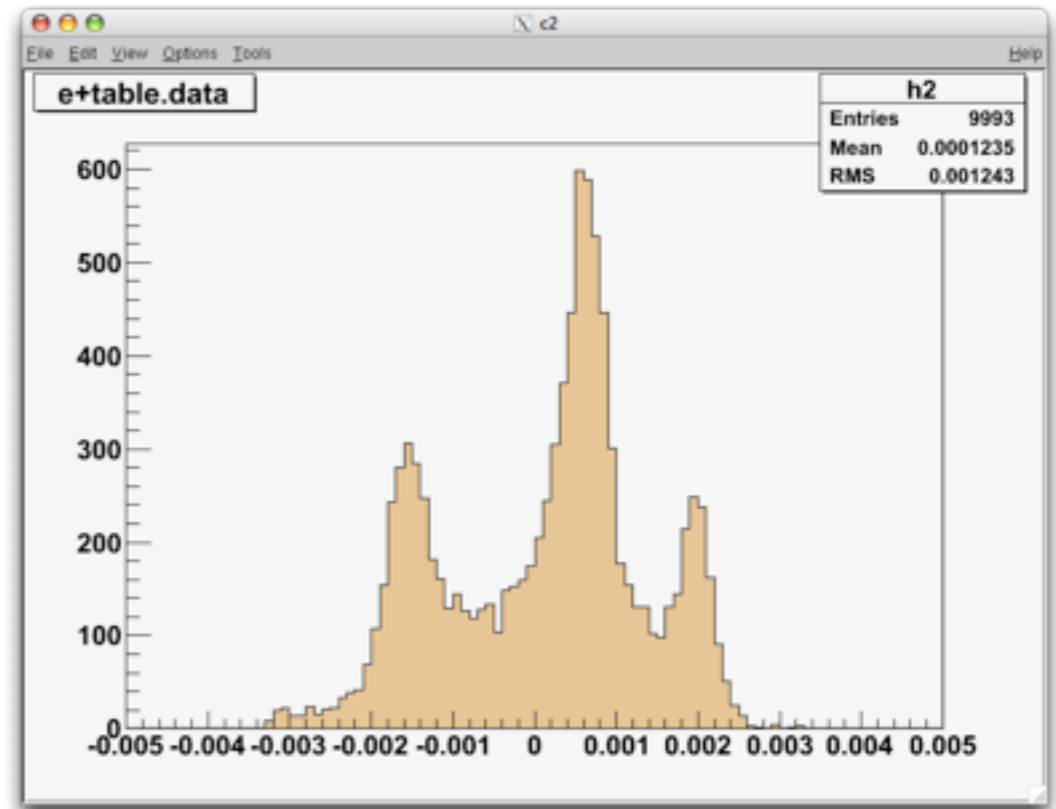 X c2
File Edit View Options Tools Help
e+table.data
h2
Entries 9993
Mean 0.0001235
RMS 0.001243
600
500
400
300
200
100
0
-0.005 -0.004 -0.003 -0.002 -0.001 0 0.001 0.002 0.003 0.004 0.005